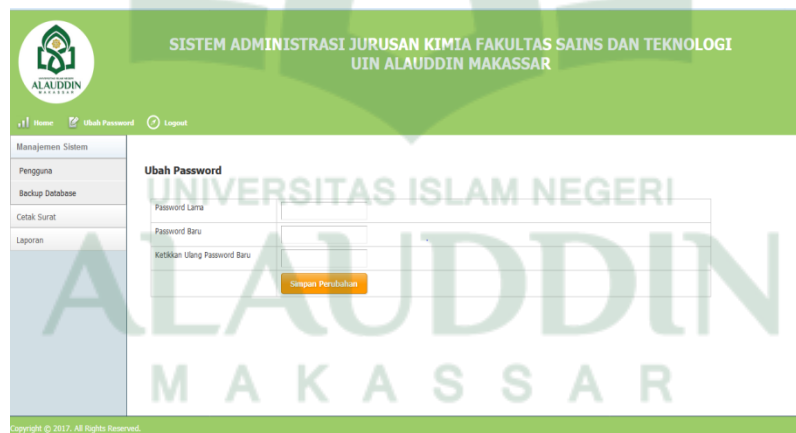 SISTEM ADMINISTRASI JURUSAN KIMIA FAKULTAS SAINS DAN TEKNOLOGI
UIN ALAUDDIN MAKASSAR
ALAUDDIN
MAKASSAR
Home Ubah Password Logout
Manajemen Sistem
Pengguna
Backup Database
Cetak Surat
Laporan
Ubah Password
Password Lama
Password Baru
Ketikkan Ulang Password Baru
Simpan Perubahan
UNIVERSITAS ISLAM NEGERI
ALAUDDIN
MAKASSAR
Copyright © 2017. All Rights Reserved.